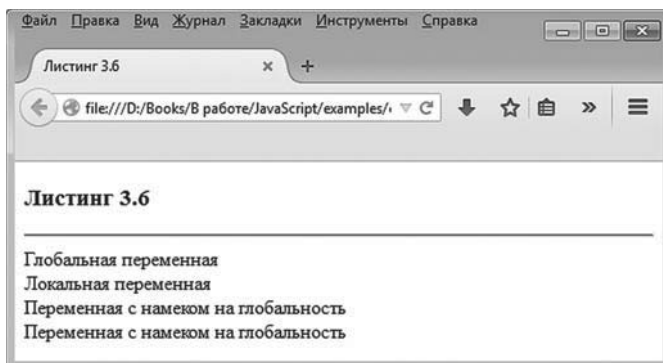 Файл Правка Вид Журнал Закладки Инструменты Справка
Листинг 3.6
file:///D:/Books/В работе/JavaScript/examples/
Листинг 3.6
Глобальная переменная
Локальная переменная
Переменная с намеком на глобальность
Переменная с намеком на глобальность